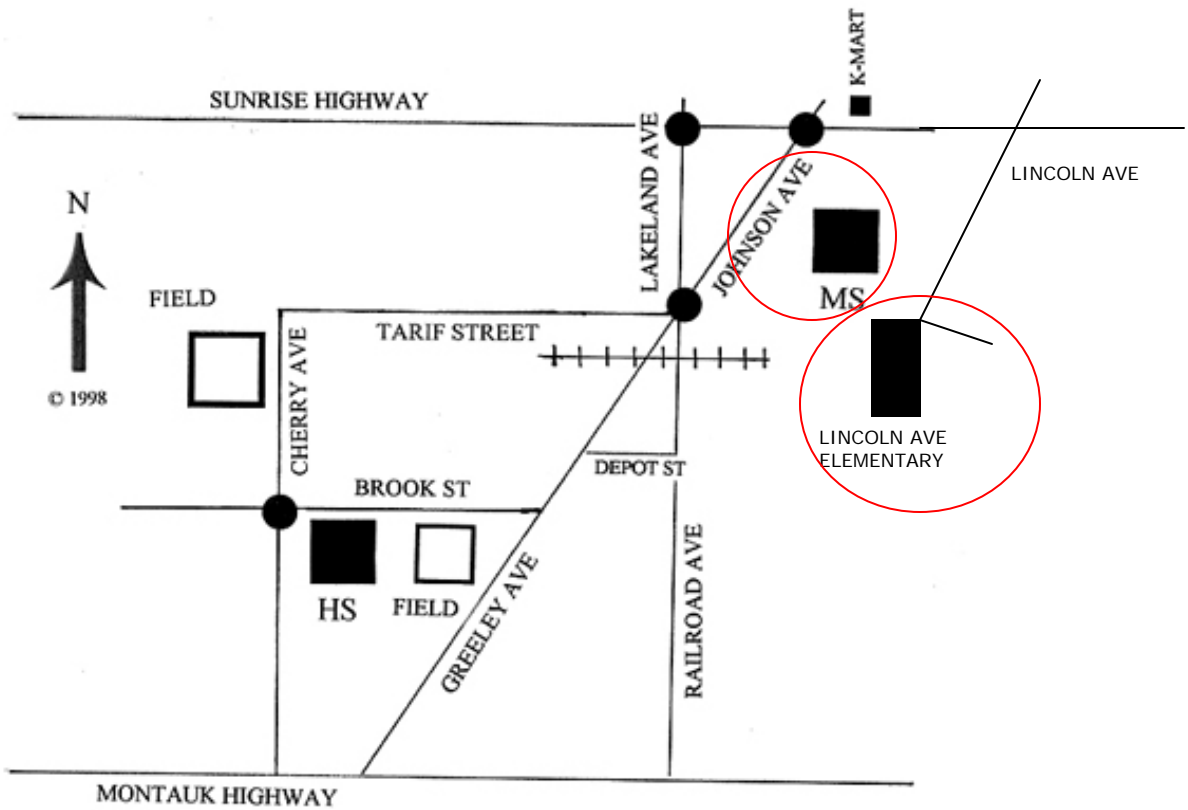 K-MART
SUNRISE HIGHWAY
LAKELAND AVE
JOHNSON AVE
LINCOLN AVE
N
FIELD
MS
TARIF STREET
© 1998
CHERRY AVE
LINCOLN AVE
ELEMENTARY
DEPOT ST
BROOK ST
HS
FIELD
GREELEY AVE
RAILROAD AVE
MONTAUK HIGHWAY